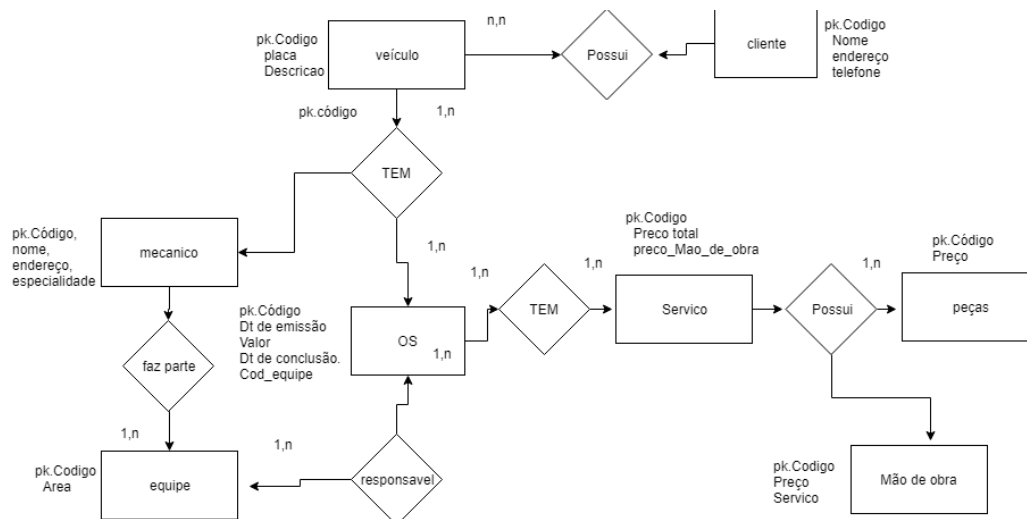 n,n
pk.Codigo
placa
Descricao
veículo
Possui
cliente
pk.Codigo
Nome
endereço
telefone
pk.código
1,n
TEM
pk.Código,
nome,
endereço,
especialidade
mecanico
1,n
pk.Codigo
Preco total
preco_Mao_de_obra
1,n
1,n
1,n
pk.Código
Preço
pk.Código
Dt de emissão
Valor
Dt de conclusão.
Cod_equipe
OS
1,n
TEM
Servico
Possui
peças
faz parte
1,n
1,n
pk.Codigo
Area
equipe
responsavel
pk.Codigo
Preço
Servico
Mão de obra